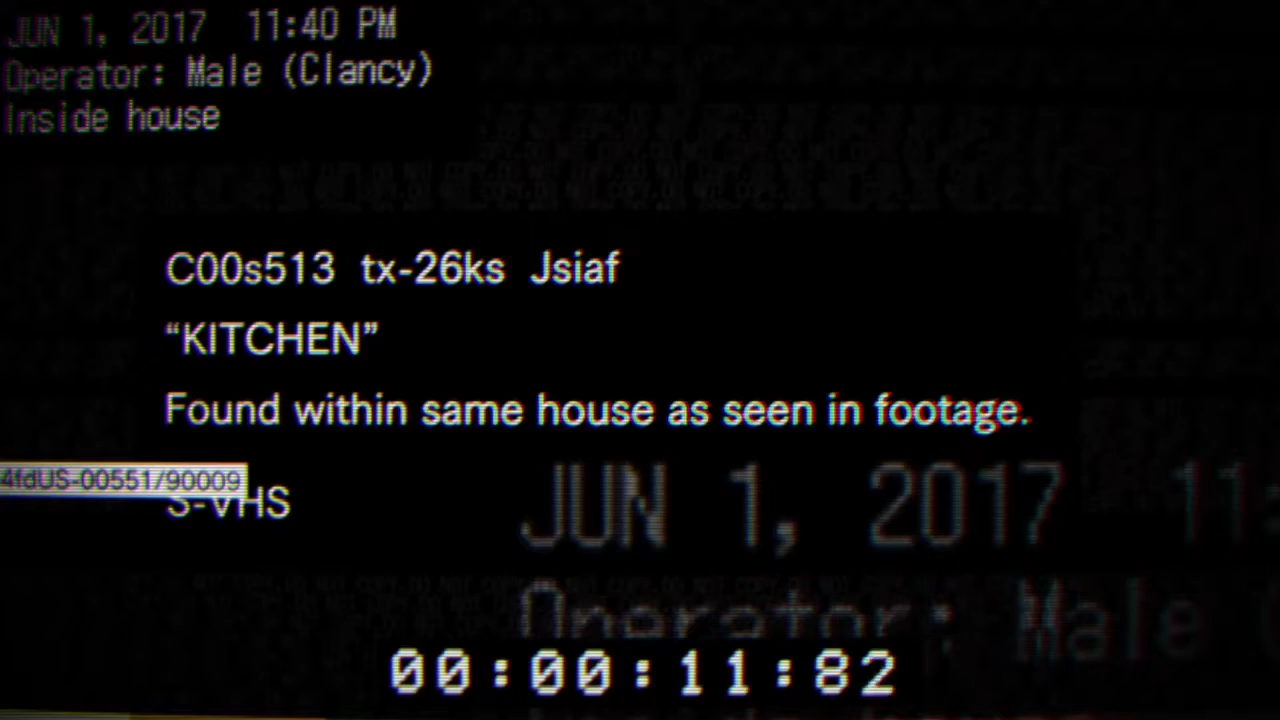 JUN 1, 2017 11:40 PM
Operator: Male (Clancy)
Inside house
C00s513 tx-26ks Jsiaf
“KITCHEN”
Found within same house as seen in footage.
4fdUS-00551/90009
S-VHS
JUN 1, 2017 11:
Operator: Male (
00:00:11:82